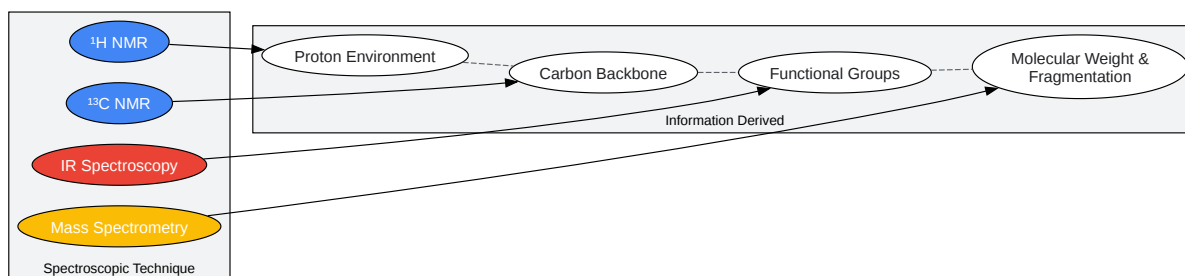 ¹H NMR
¹³C NMR
IR Spectroscopy
Mass Spectrometry
Spectroscopic Technique
Proton Environment
Carbon Backbone
Functional Groups
Molecular Weight &
Fragmentation
Information Derived